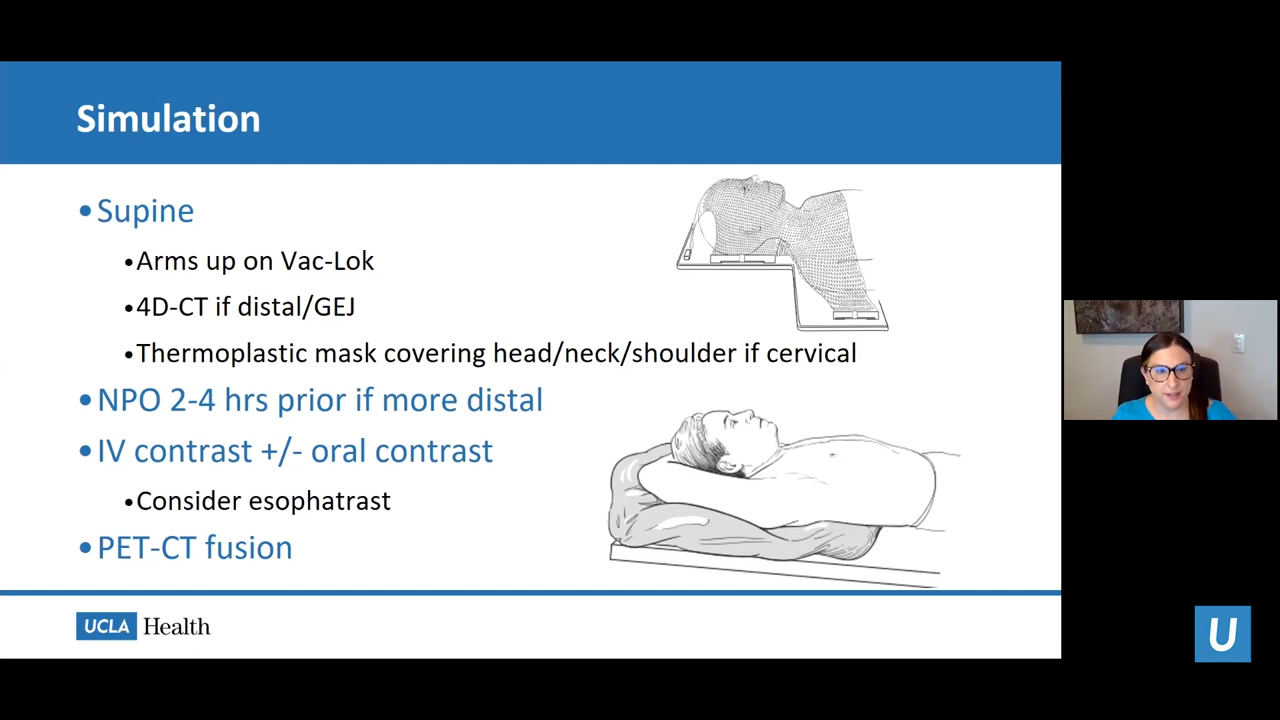 Simulation
•Supine
•Arms up on Vac-Lok
•4D-CT if distal/GEJ
•Thermoplastic mask covering head/neck/shoulder if cervical
•NPO 2-4 hrs prior if more distal
•IV contrast +/- oral contrast
•Consider esophatrast
•PET-CT fusion
UCLA Health
U